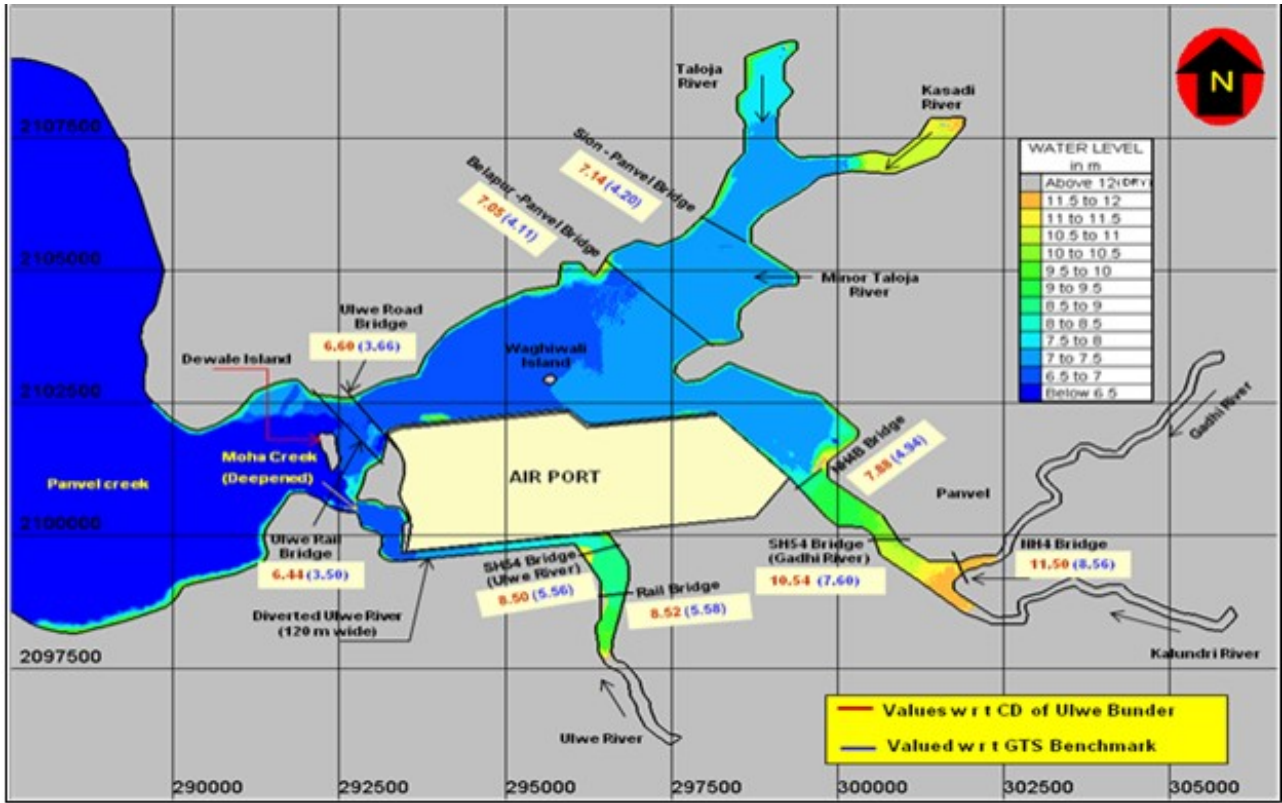 Taloja
River
Kasadi
River
N
2107500
Sion - Panvel Bridge
7.14 (4.20)
Belapur -Panvel Bridge
7.05 (4.11)
WATER LEVEL
in m
Above 12(DRY)
11.5 to 12
11 to 11.5
10.5 to 11
10 to 10.5
9.5 to 10
9 to 9.5
8.5 to 9
8 to 8.5
7.5 to 8
7 to 7.5
6.5 to 7
Below 6.5
2105000
Minor Taloja
River
Ulwe Road
Bridge
6.60 (3.66)
Dewale Island
Waghiwali
Island
2102500
Gadhi River
NH4B Bridge
7.88 (4.94)
Moha Creek
(Deepened)
Panvel creek
AIR PORT
Panvel
2100000
Ulwe Rail
Bridge
6.44 (3.50)
SH54 Bridge
(Ulwe River)
8.50 (5.56)
SH54 Bridge
(Gadhi River)
10.54 (7.60)
NH4 Bridge
11.50 (8.56)
Rail Bridge
8.52 (5.58)
Diverted Ulwe River
(120 m wide)
Kalundri River
2097500
Ulwe River
Values w r t CD of Ulwe Bunder
Valued w r t GTS Benchmark
290000 292500 295000 297500 300000 302500 305000